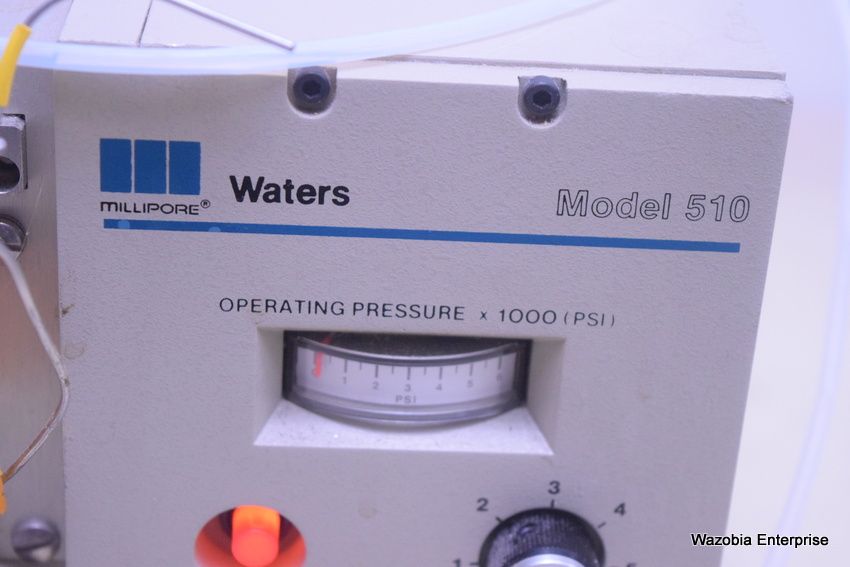 MILLIPORE® Waters Model 510
OPERATING PRESSURE x 1000 (PSI)
1 2 3 4 5 6
PSI
3
2 4
1
Wazobia Enterprise